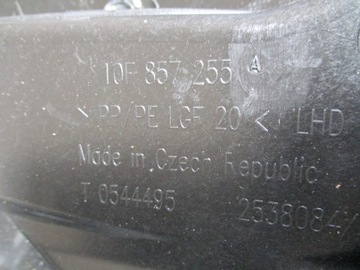 10F 857 255 A
> PP/PE LGF 20 < LHD
Made in Czech Republic
T 0544495 2538084